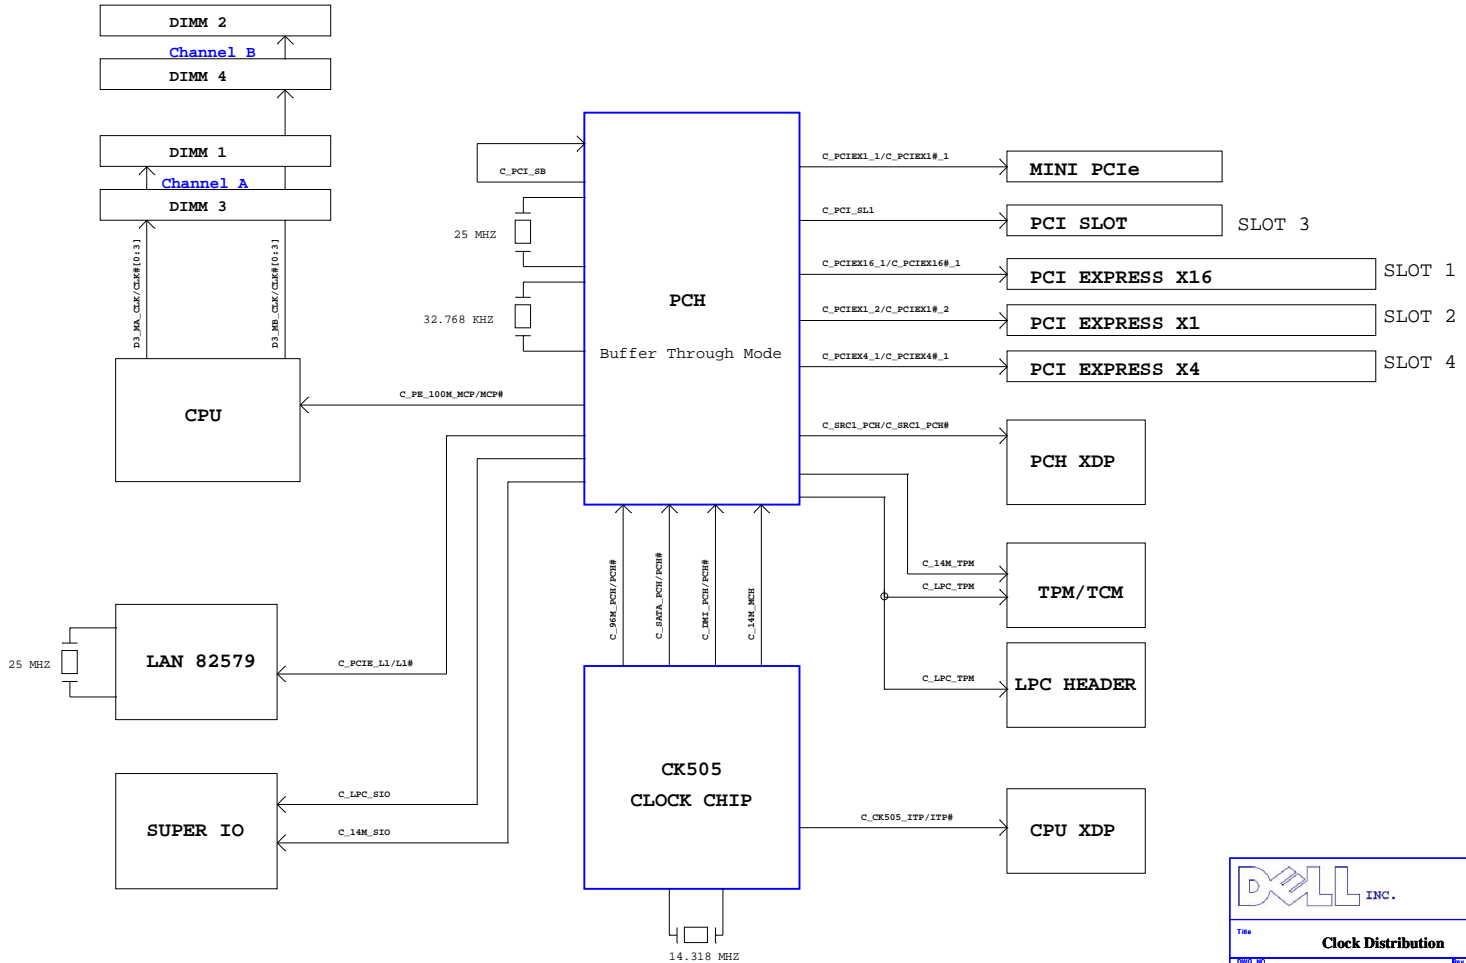 DIMM 2
Channel B
DIMM 4
DIMM 1
Channel A
DIMM 3
D3_MA_CLK/CLK#[0:3]
D3_MB_CLK/CLK#[0:3]
CPU
C_PCI_SB
25 MHZ
32.768 KHZ
C_PE_100M_MCP/MCP#
PCH
Buffer Through Mode
C_PCIEX1_1/C_PCIEX1#_1
MINI PCIe
C_PCI_SL1
PCI SLOT
SLOT 3
C_PCIEX16_1/C_PCIEX16#_1
PCI EXPRESS X16
SLOT 1
C_PCIEX1_2/C_PCIEX1#_2
PCI EXPRESS X1
SLOT 2
C_PCIEX4_1/C_PCIEX4#_1
PCI EXPRESS X4
SLOT 4
C_SRC1_PCH/C_SRC1_PCH#
PCH XDP
C_14M_TPM
C_LPC_TPM
TPM/TCM
C_LPC_TPM
LPC HEADER
C_96M_PCH/PCH#
C_SATA_PCH/PCH#
C_DMI_PCH/PCH#
C_14M_MCH
25 MHZ
LAN 82579
C_PCIE_L1/L1#
SUPER IO
C_LPC_SIO
C_14M_SIO
CK505
CLOCK CHIP
C_CK505_ITP/ITP#
CPU XDP
14.318 MHZ
DELL INC.
Title
Clock Distribution
DWG NO
Rev